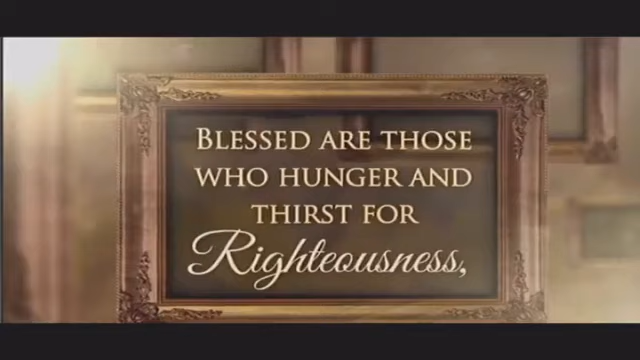 BLESSED ARE THOSE
WHO HUNGER AND
THIRST FOR
Righteousness,